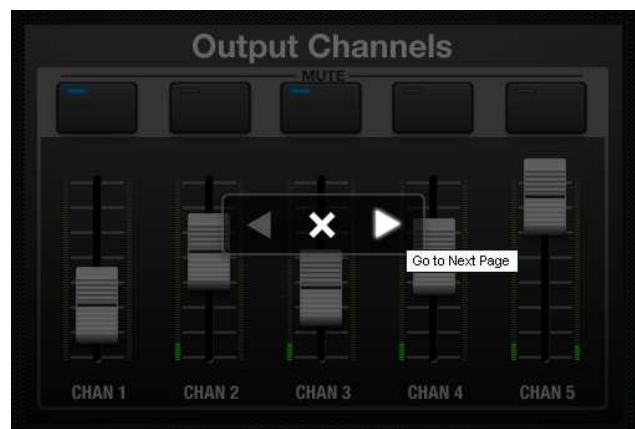 Output Channels
MUTE
Go to Next Page
CHAN 1 CHAN 2 CHAN 3 CHAN 4 CHAN 5